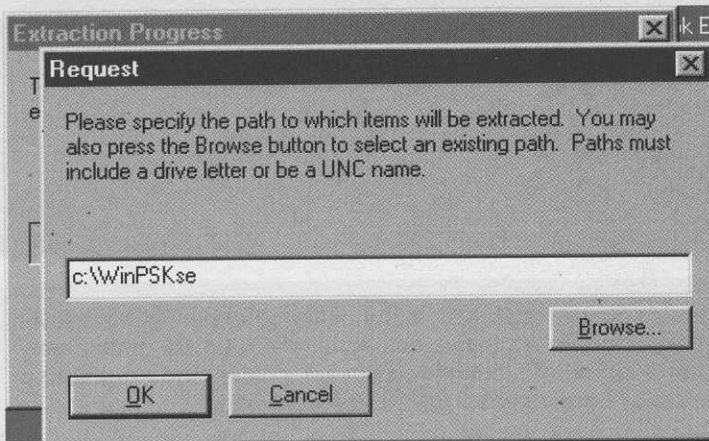 Extraction Progress
k E
Request
T
e
Please specify the path to which items will be extracted. You may
also press the Browse button to select an existing path. Paths must
include a drive letter or be a UNC name.
c:\WinPSKse
Browse...
OK
Cancel